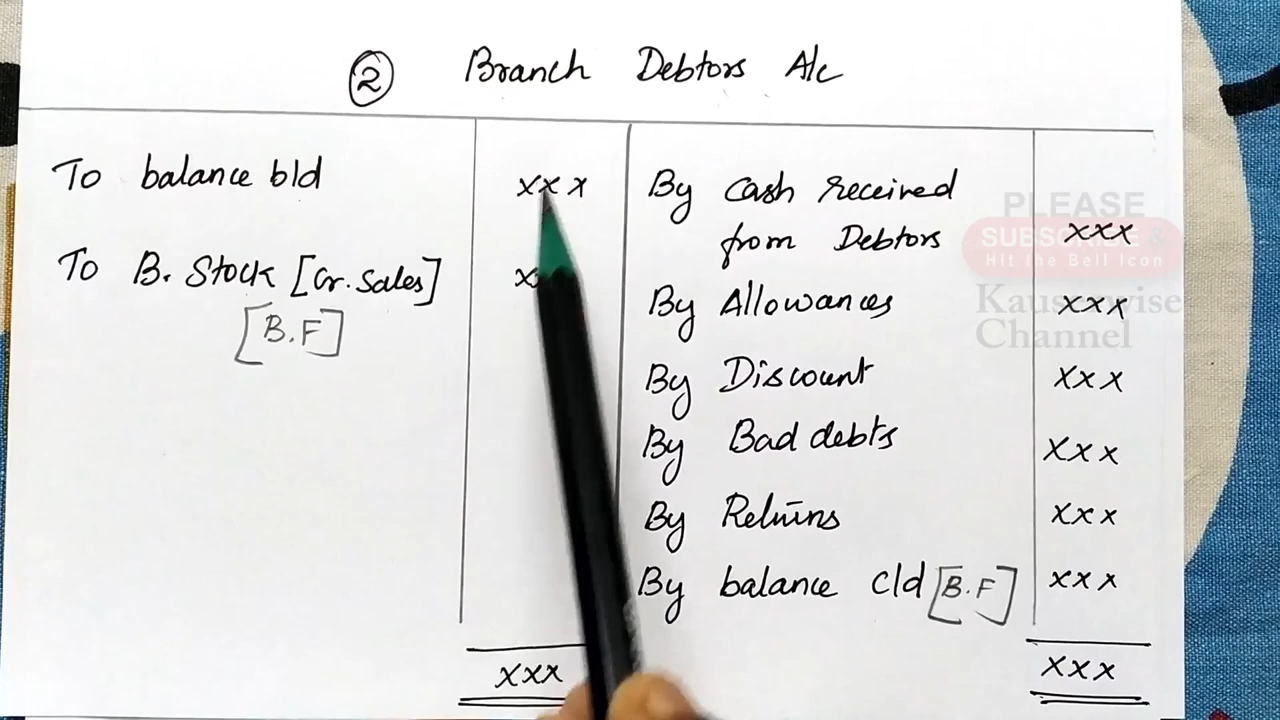 ② Branch Debtors A/c
To balance b/d xxx
To B. Stock [Cr. Sales]
[B.F]
xxx
By Cash received
from Debtors xxx
By Allowances xxx
By Discount xxx
By Bad debts xxx
By Returns xxx
By balance c/d [B.F] xxx
xxx
PLEASE
SUBSCRIBE &
Hit the Bell Icon
Kauserwise
Channel